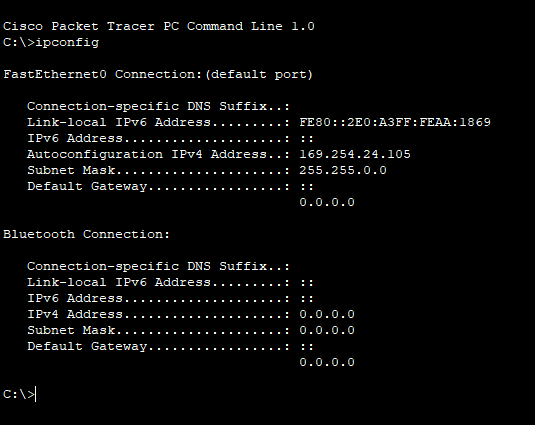 Cisco Packet Tracer PC Command Line 1.0
C:\>ipconfig
FastEthernet0 Connection:(default port)
Connection-specific DNS Suffix..:
Link-local IPv6 Address.........: FE80::2E0:A3FF:FEAA:1869
IPv6 Address....................: ::
Autoconfiguration IPv4 Address..: 169.254.24.105
Subnet Mask.....................: 255.255.0.0
Default Gateway.................: ::
0.0.0.0
Bluetooth Connection:
Connection-specific DNS Suffix..:
Link-local IPv6 Address.........: ::
IPv6 Address....................: ::
IPv4 Address....................: 0.0.0.0
Subnet Mask.....................: 0.0.0.0
Default Gateway.................: ::
0.0.0.0
C:\>